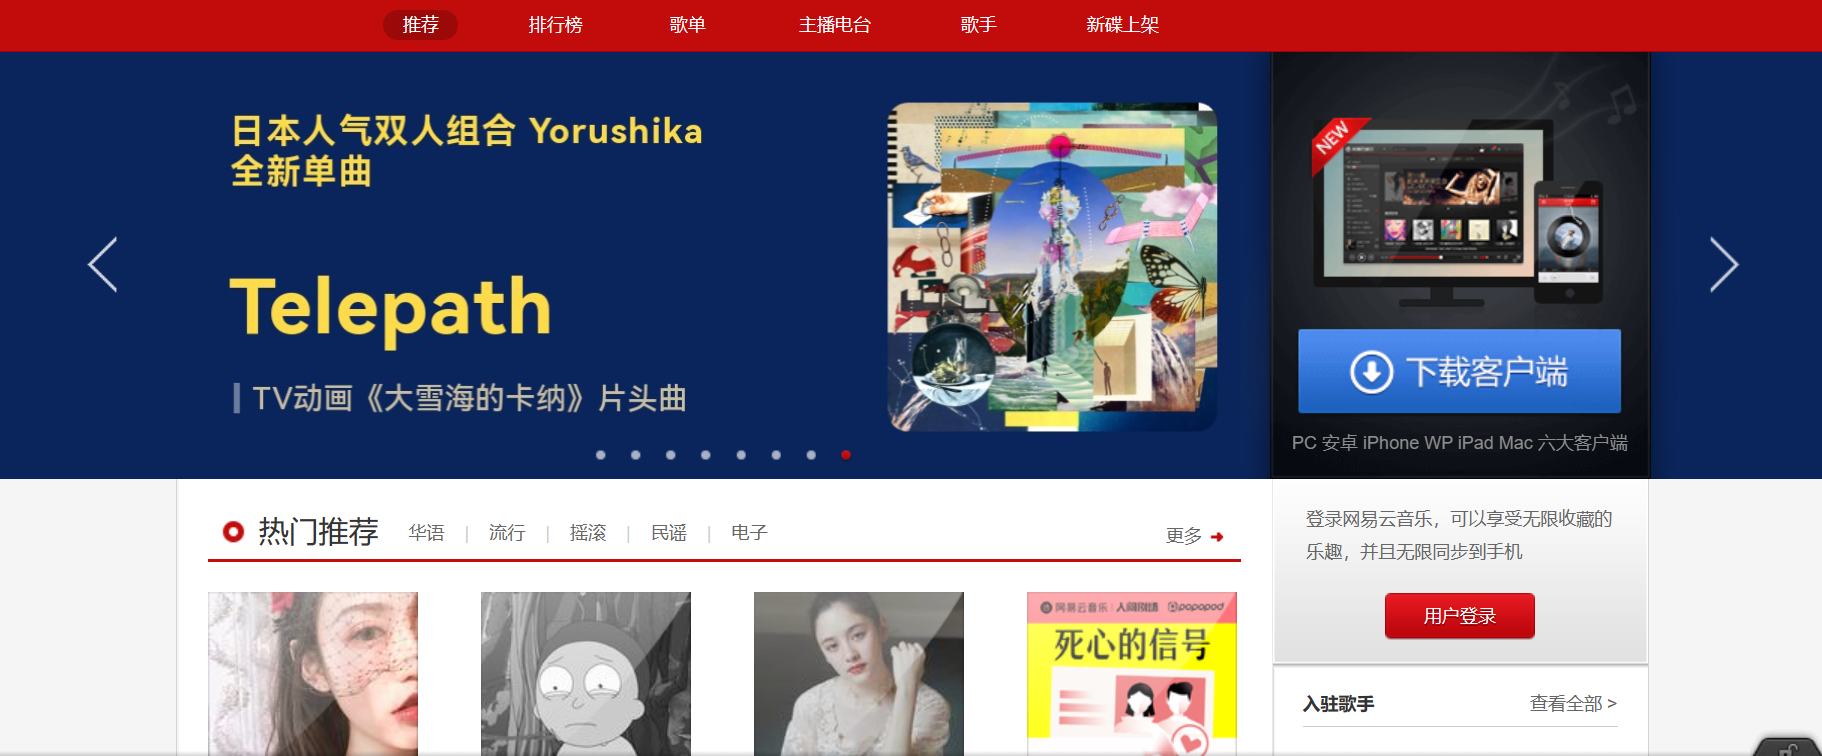 推荐 排行榜 歌单 主播电台 歌手 新碟上架
日本人气双人组合 Yorushika
全新单曲
Telepath
TV动画《大雪海的卡纳》片头曲
NEW
下载客户端
PC 安卓 iPhone WP iPad Mac 六大客户端
热门推荐 华语 | 流行 | 摇滚 | 民谣 | 电子 更多
登录网易云音乐，可以享受无限收藏的
乐趣，并且无限同步到手机
用户登录
网易云音乐 | 人间剧场 popopod
死心的信号
入驻歌手 查看全部 >